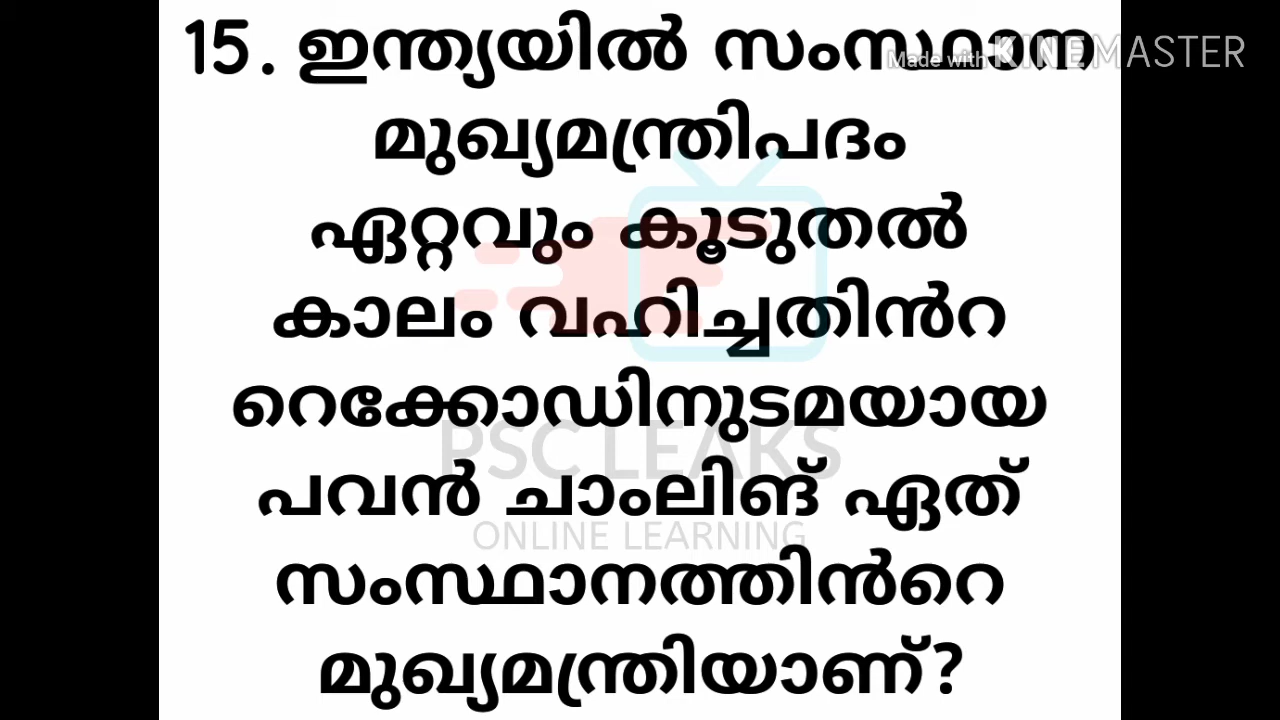 15. ഇന്ത്യയിൽ സംസ്ഥാന
Made with KINEMASTER
മുഖ്യമന്ത്രിപദം
ഏറ്റവും കൂടുതൽ
കാലം വഹിച്ചതിൻറ
റെക്കോഡിനുടമയായ
PSC LEAKS
പവൻ ചാംലിങ് ഏത്
ONLINE LEARNING
സംസ്ഥാനത്തിൻറെ
മുഖ്യമന്ത്രിയാണ്?